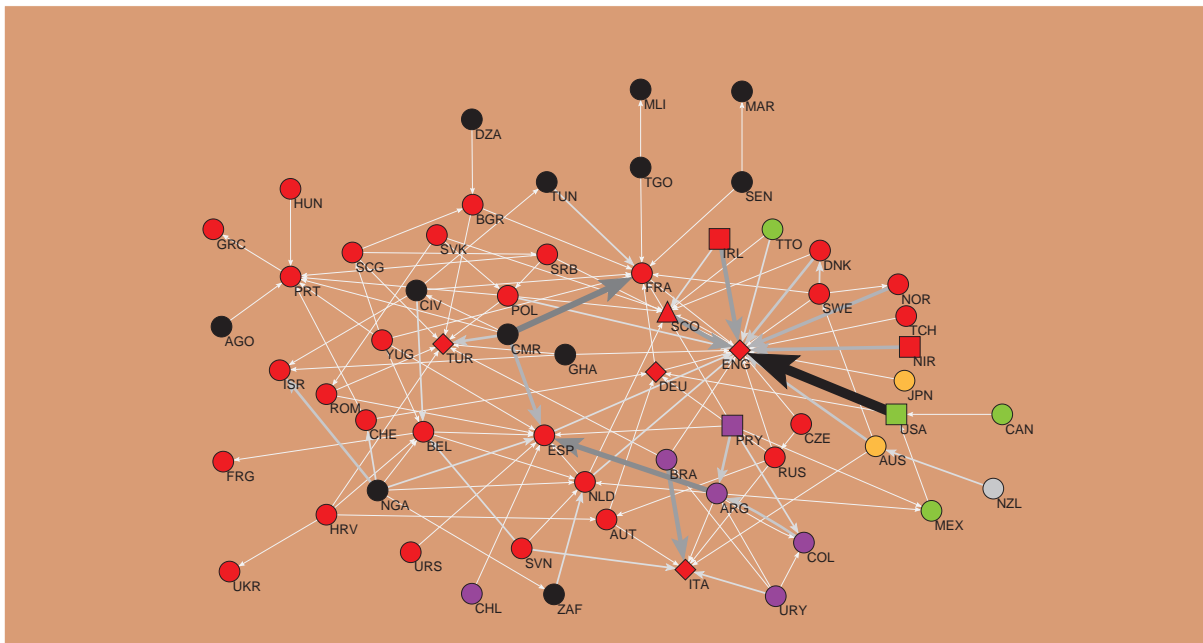 MLI
MAR
DZA
TUN
TGO
SEN
HUN
BGR
GRC
SVK
IRL
TTO
SCG
SRB
DNK
PRT
FRA
CIV
POL
SWE
NOR
SCO
TCH
AGO
YUG
TUR
CMR
GHA
ENG
NIR
ISR
DEU
JPN
ROM
CHE
BEL
ESP
PRY
CZE
USA
CAN
FRG
BRA
RUS
AUS
NGA
NLD
ARG
NZL
HRV
AUT
MEX
UKR
URS
SVN
COL
CHL
ZAF
ITA
URY